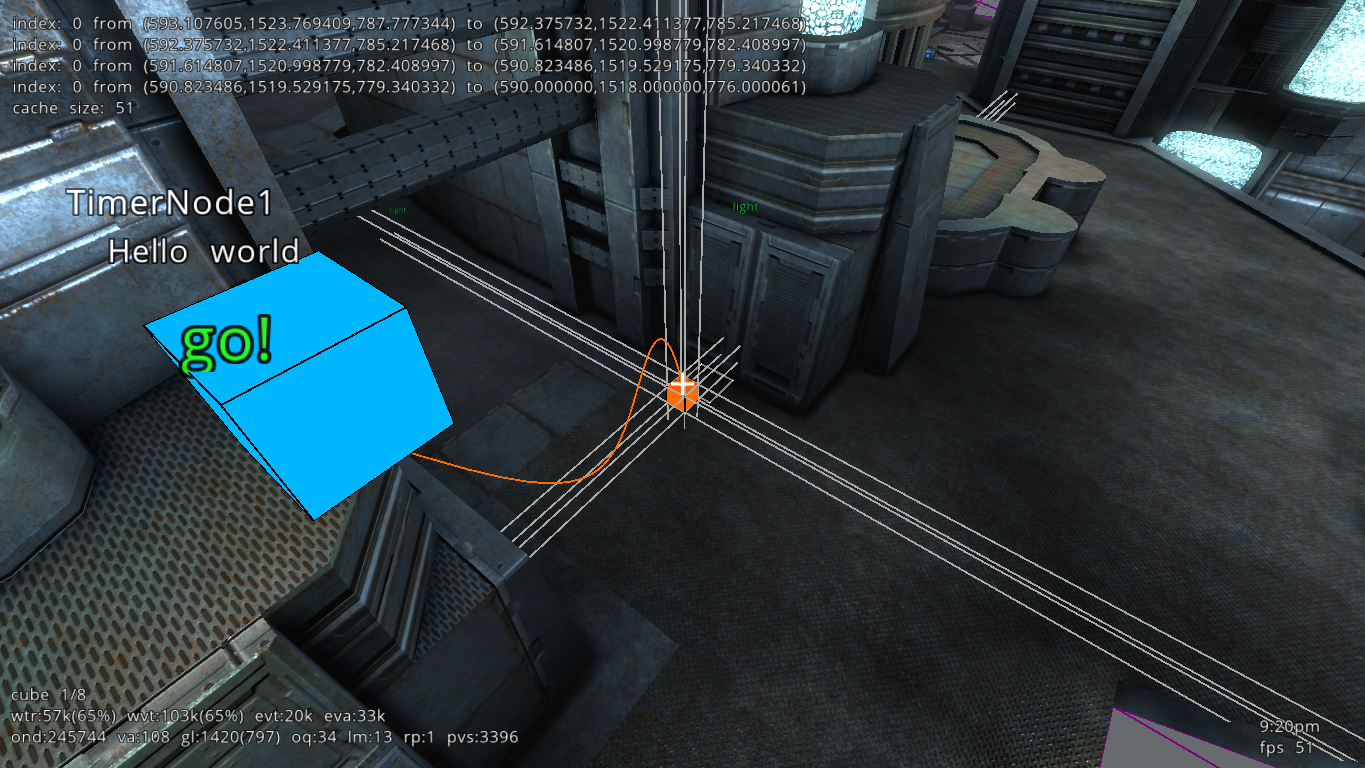 index: 0 from (593.107605,1523.769409,787.777344) to (592.375732,1522.411377,785.217468)
index: 0 from (592.375732,1522.411377,785.217468) to (591.614807,1520.998779,782.408997)
index: 0 from (591.614807,1520.998779,782.408997) to (590.823486,1519.529175,779.340332)
index: 0 from (590.823486,1519.529175,779.340332) to (590.000000,1518.000000,776.000061)
cache size: 51
TimerNode1
Hello world
light
light
go!
cube 1/8
wtr:57k(65%) wvt:103k(65%) evt:20k eva:33k
ond:245744 va:108 gl:1420(797) oq:34 lm:13 rp:1 pvs:3396
9:20pm
fps 51